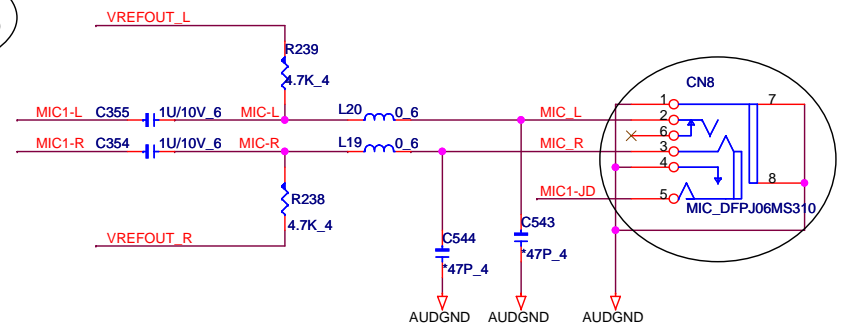 VREFOUT_L
R239
4.7K_4
CN8
MIC1-L C355 1U/10V_6 MIC-L L20 0_6 MIC_L
MIC1-R C354 1U/10V_6 MIC-R L19 0_6 MIC_R
1
2
6
3
4
5
7
8
MIC1-JD
MIC_DFPJ06MS310
R238
4.7K_4
VREFOUT_R
C544
*47P_4
C543
*47P_4
AUDGND AUDGND AUDGND